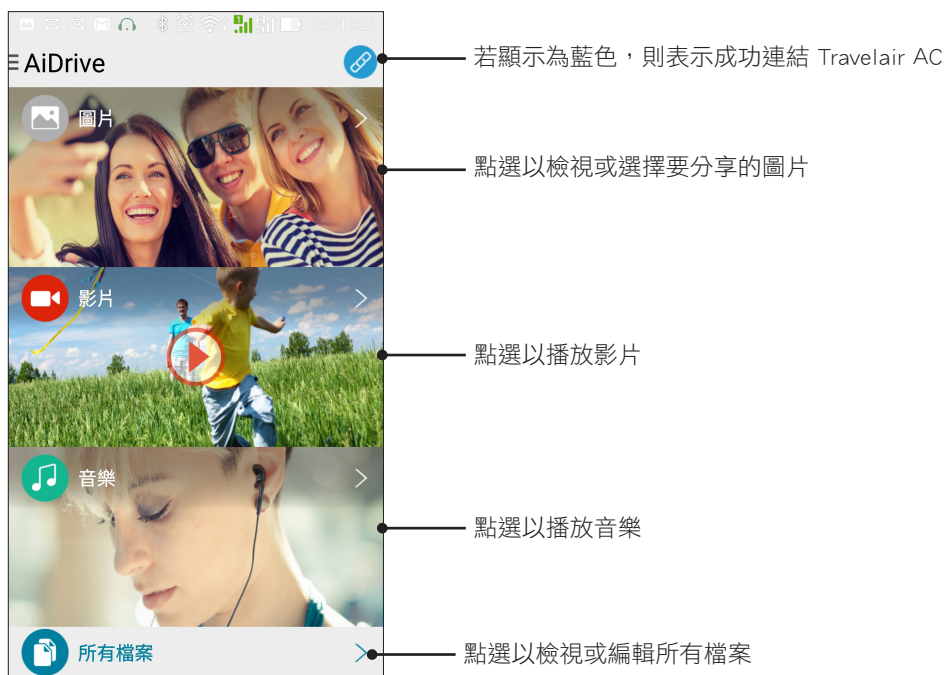 AiDrive
若顯示為藍色，則表示成功連結 Travelair AC
圖片
點選以檢視或選擇要分享的圖片
影片
點選以播放影片
音樂
點選以播放音樂
所有檔案
點選以檢視或編輯所有檔案